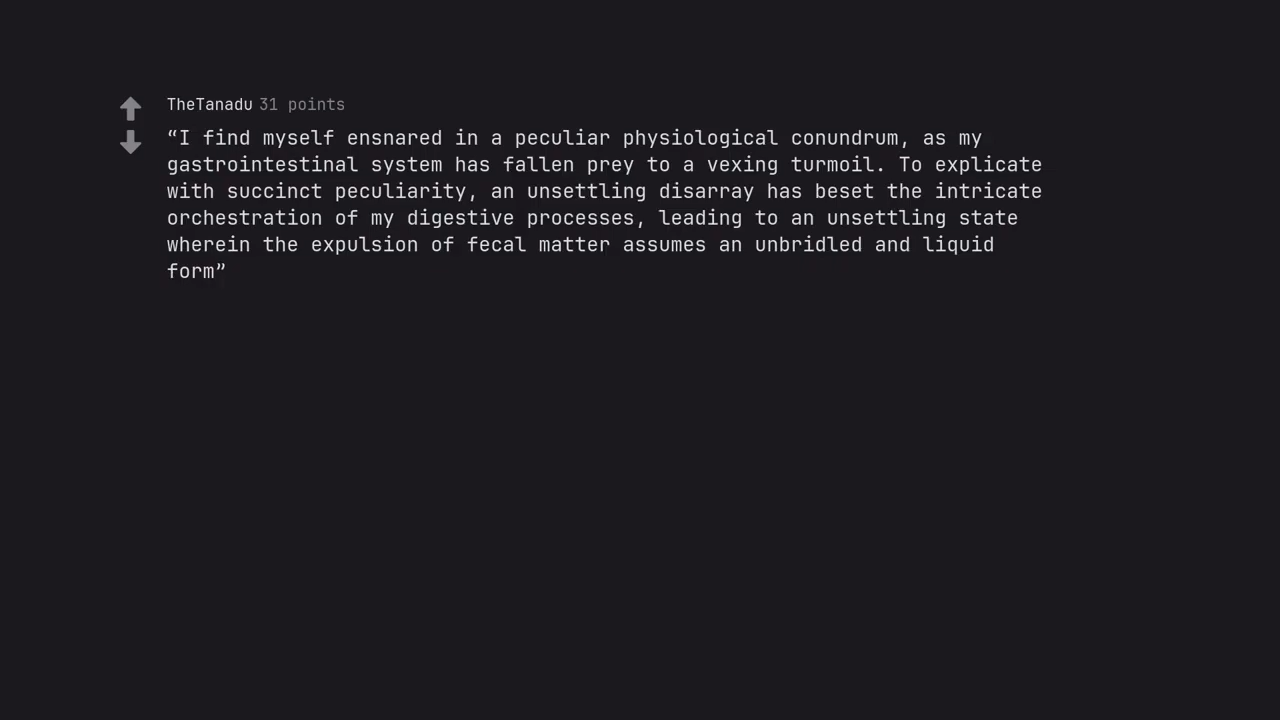 TheTanadu 31 points
“I find myself ensnared in a peculiar physiological conundrum, as my
gastrointestinal system has fallen prey to a vexing turmoil. To explicate
with succinct peculiarity, an unsettling disarray has beset the intricate
orchestration of my digestive processes, leading to an unsettling state
wherein the expulsion of fecal matter assumes an unbridled and liquid
form”